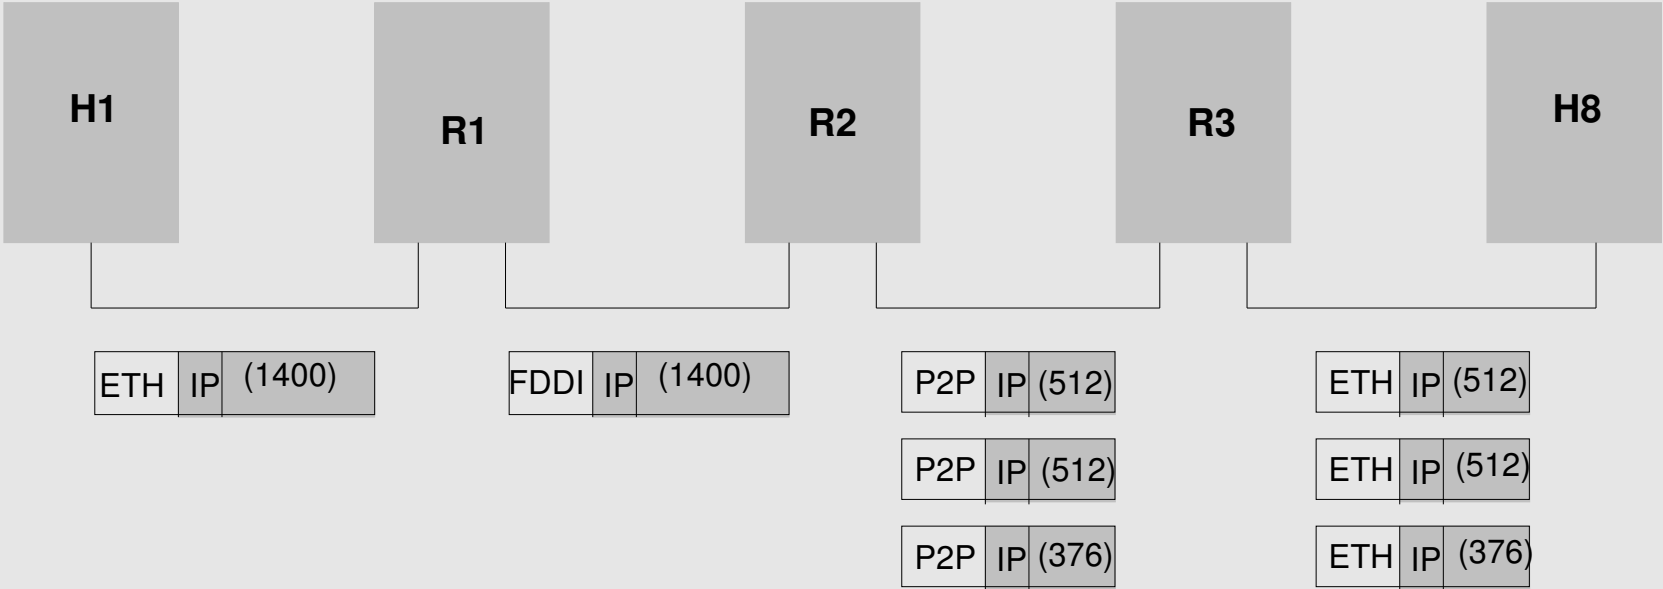 H1 R1 R2 R3 H8
ETH IP (1400) FDDI IP (1400) P2P IP (512) ETH IP (512)
P2P IP (512) ETH IP (512)
P2P IP (376) ETH IP (376)